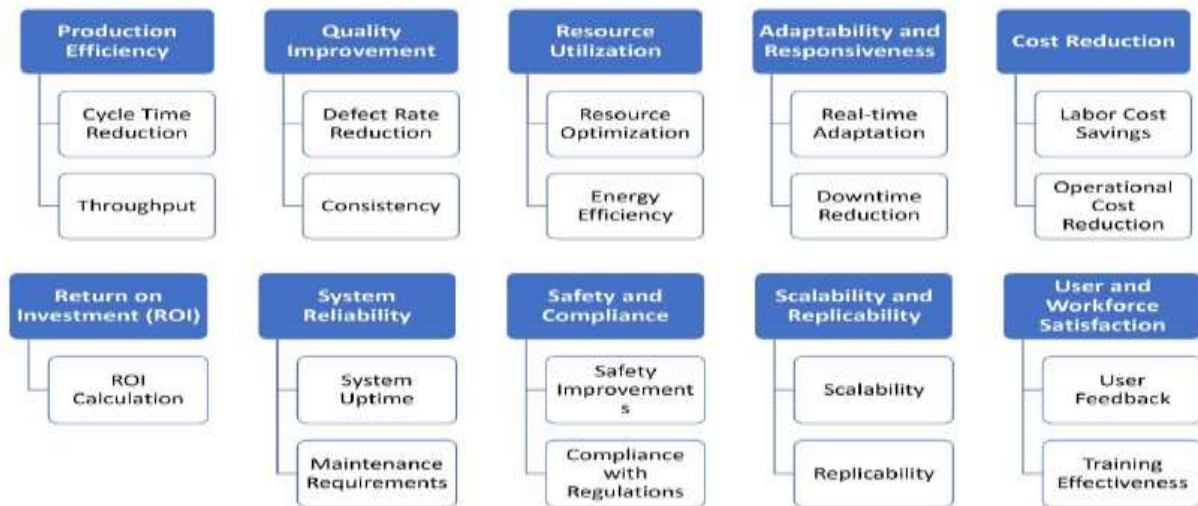 Production
Efficiency
Cycle Time
Reduction
Throughput
Quality
Improvement
Defect Rate
Reduction
Consistency
Resource
Utilization
Resource
Optimization
Energy
Efficiency
Adaptability and
Responsiveness
Real-time
Adaptation
Downtime
Reduction
Cost Reduction
Labor Cost
Savings
Operational
Cost
Reduction
Return on
Investment (ROI)
ROI
Calculation
System
Reliability
System
Uptime
Maintenance
Requirements
Safety and
Compliance
Safety
Improvement
s
Compliance
with
Regulations
Scalability and
Replicability
Scalability
Replicability
User and
Workforce
Satisfaction
User
Feedback
Training
Effectiveness